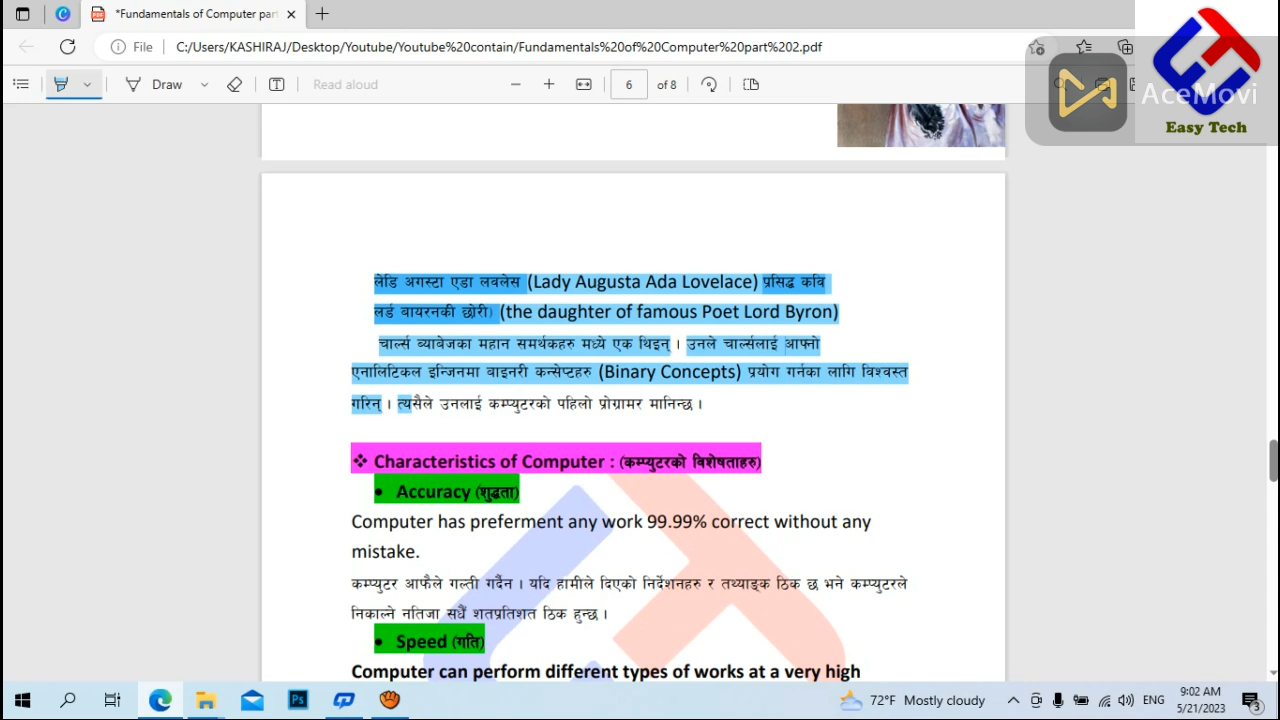 *Fundamentals of Computer part
File C:/Users/KASHIRAJ/Desktop/Youtube/Youtube%20contain/Fundamentals%20of%20Computer%20part%202.pdf
Draw Read aloud 6 of 8
AceMovi
Easy Tech
लेडि अगस्टा एडा लवलेस (Lady Augusta Ada Lovelace) प्रसिद्ध कवि
लर्ड बायरनकी छोरी) (the daughter of famous Poet Lord Byron)
चार्ल्स ब्याबेजका महान समर्थकहरु मध्ये एक थिइन् । उनले चार्ल्सलाई आफ्नो
एनालिटिकल इन्जिनमा वाइनरी कन्सेप्टहरु (Binary Concepts) प्रयोग गर्नका लागि विश्वस्त
गरिन् । त्यसैले उनलाई कम्प्युटरको पहिलो प्रोग्रामर मानिन्छ ।
❖ Characteristics of Computer : (कम्प्युटरको बिशेषताहरु)
• Accuracy (शुद्धता)
Computer has preferment any work 99.99% correct without any
mistake.
कम्प्युटर आफैले गल्ती गर्दैन । यदि हामीले दिएको निर्देशनहरु र तथ्याङ्क ठिक छ भने कम्प्युटरले
निकाल्ने नतिजा सधैं शतप्रतिशत ठिक हुन्छ ।
• Speed (गति)
Computer can perform different types of works at a very high
72°F Mostly cloudy ENG 9:02 AM
5/21/2023 3